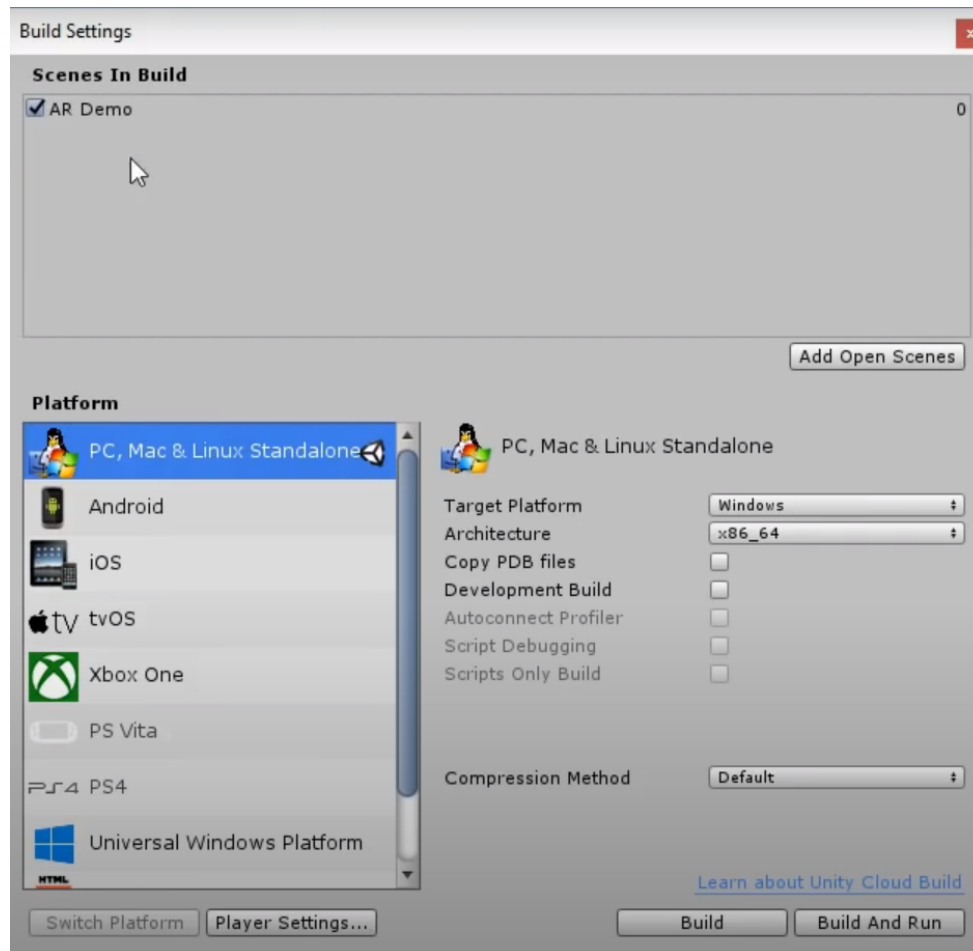 Build Settings
x
Scenes In Build
AR Demo 0
Add Open Scenes
Platform
PC, Mac & Linux Standalone
Android
iOS
tv tvOS
Xbox One
PS Vita
PS4 PS4
Universal Windows Platform
HTML
PC, Mac & Linux Standalone
Target Platform Windows
Architecture x86_64
Copy PDB files
Development Build
Autoconnect Profiler
Script Debugging
Scripts Only Build
Compression Method Default
Learn about Unity Cloud Build
Switch Platform Player Settings... Build Build And Run